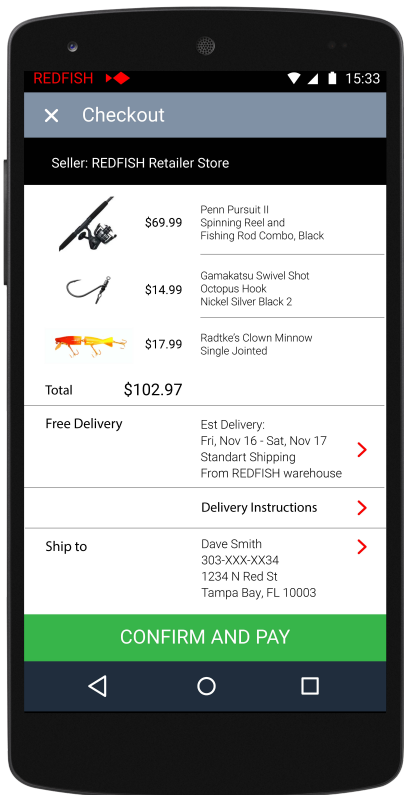 REDFISH
15:33
Checkout
Seller: REDFISH Retailer Store
$69.99
Penn Pursuit II
Spinning Reel and
Fishing Rod Combo, Black
$14.99
Gamakatsu Swivel Shot
Octopus Hook
Nickel Silver Black 2
$17.99
Radtke's Clown Minnow
Single Jointed
Total $102.97
Free Delivery
Est Delivery:
Fri, Nov 16 - Sat, Nov 17
Standart Shipping
From REDFISH warehouse
Delivery Instructions
Ship to
Dave Smith
303-XXX-XX34
1234 N Red St
Tampa Bay, FL 10003
CONFIRM AND PAY